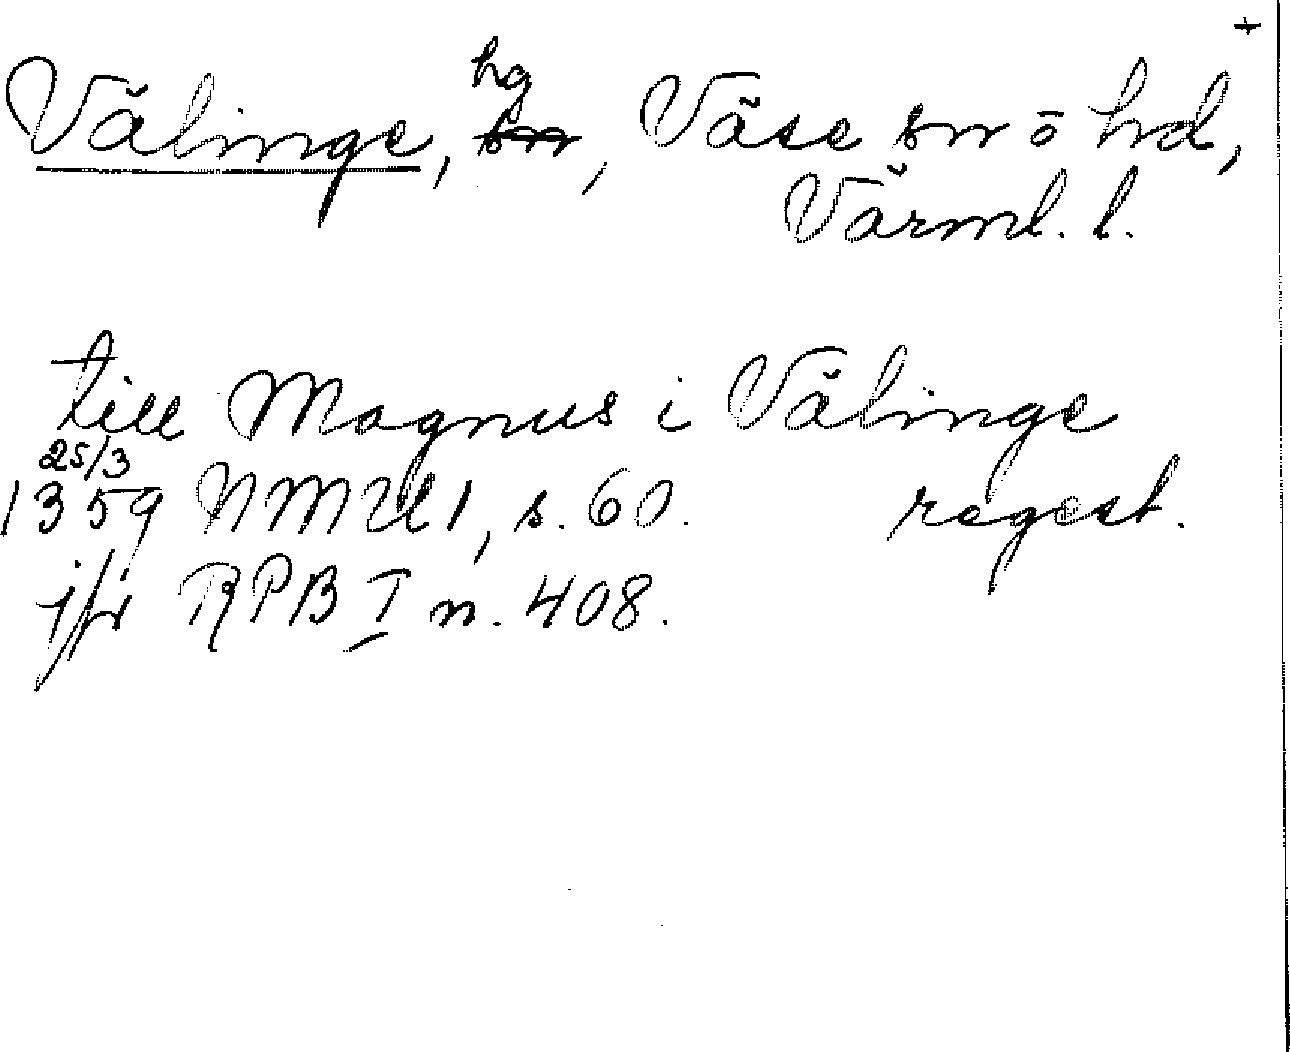 +
Välinge, hg, Väse sn ö hd,
Värml. l.
till Magnus i Välinge
25/3
1359 NMU 1, s. 60. regest.
jfr RPB I n. 408.